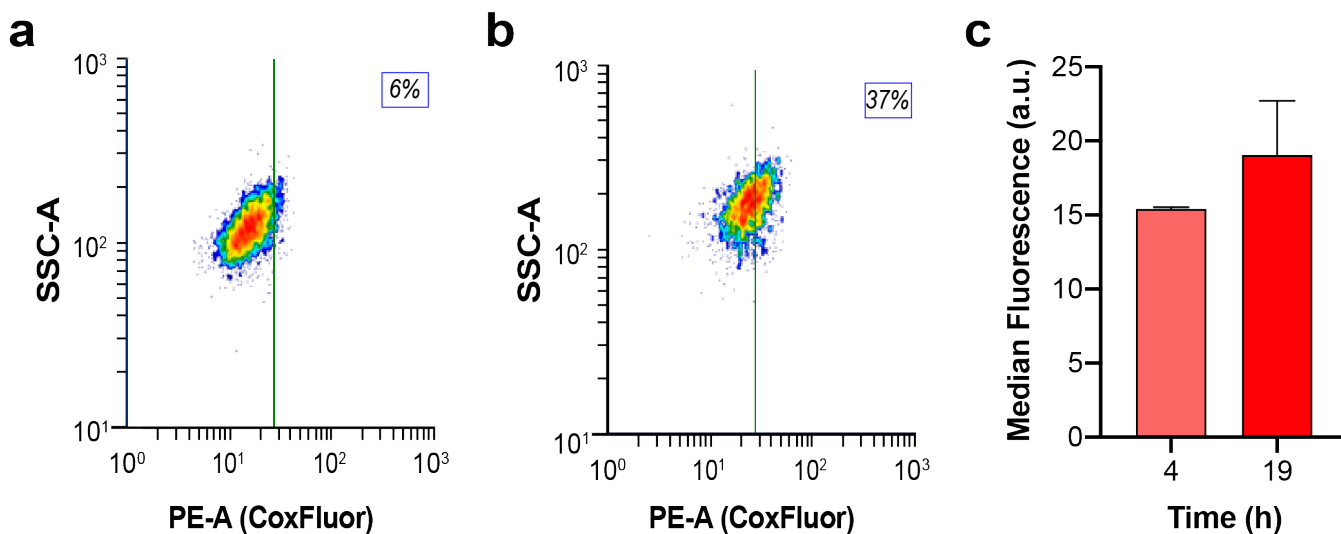 a
6%
SSC-A
10³
10²
10¹
10⁰ 10¹ 10² 10³
PE-A (CoxFluor)
b
37%
SSC-A
10³
10²
10¹
10⁰ 10¹ 10² 10³
PE-A (CoxFluor)
c
Median Fluorescence (a.u.)
25
20
15
10
5
0
4 19
Time (h)